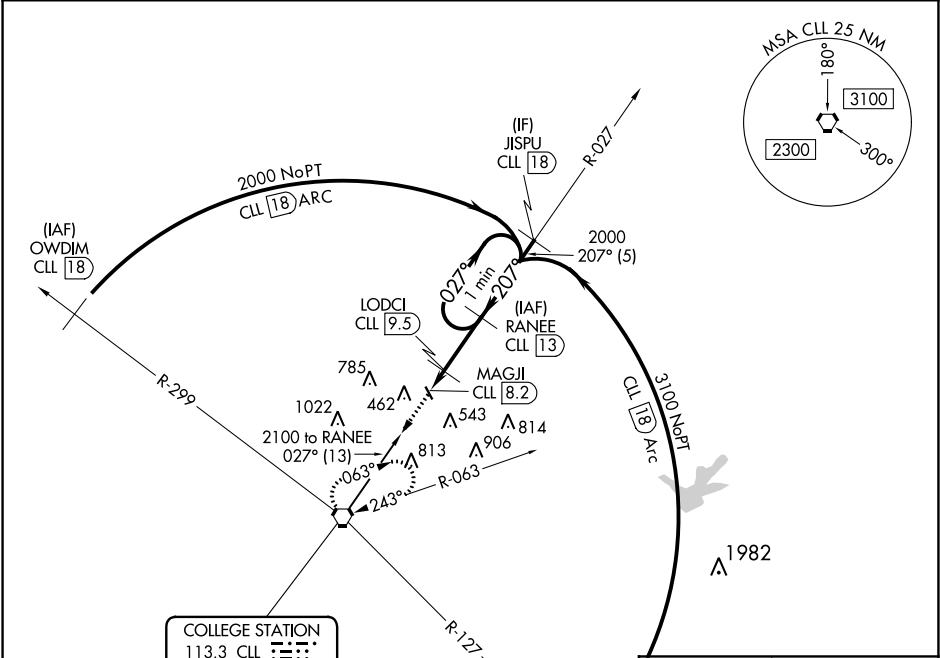 MSA CLL 25 NM
180°
3100
2300
300°
(IF)
JISPU
CLL 18
R-027
2000 NoPT
CLL 18 ARC
(IAF)
OWDIM
CLL 18
2000
207° (5)
027°
1 min
207°
LODCI
CLL 9.5
(IAF)
RANEE
CLL 13
R-299
785
MAGJI
CLL 8.2
462
3100 NoPT
CLL 18 Arc
1022
543
814
2100 to RANEE
027° (13)
813
906
063°
R-063
243°
1982
COLLEGE STATION
113.3 CLL
R-127